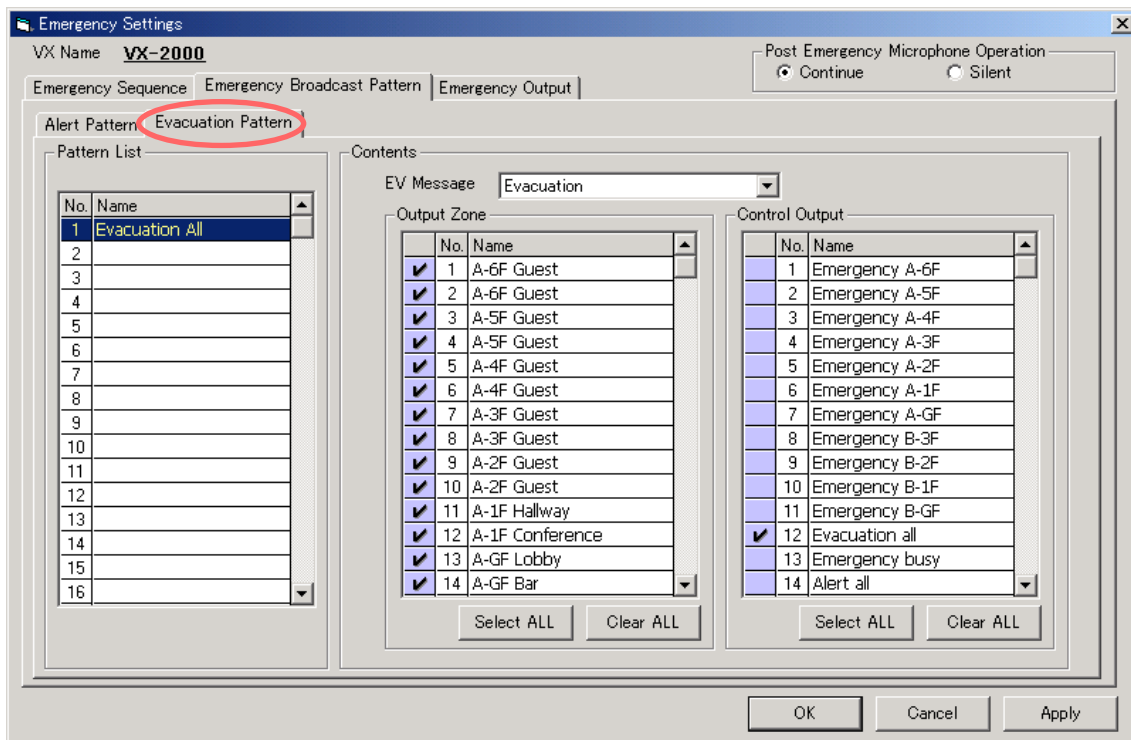 Emergency Settings
VX Name VX-2000
Post Emergency Microphone Operation
Continue Silent
Emergency Sequence Emergency Broadcast Pattern Emergency Output
Alert Pattern Evacuation Pattern
Pattern List
No. Name
1 Evacuation All
2
3
4
5
6
7
8
9
10
11
12
13
14
15
16
Contents
EV Message Evacuation
Output Zone
No. Name
1 A-6F Guest
2 A-6F Guest
3 A-5F Guest
4 A-5F Guest
5 A-4F Guest
6 A-4F Guest
7 A-3F Guest
8 A-3F Guest
9 A-2F Guest
10 A-2F Guest
11 A-1F Hallway
12 A-1F Conference
13 A-GF Lobby
14 A-GF Bar
Select ALL Clear ALL
Control Output
No. Name
1 Emergency A-6F
2 Emergency A-5F
3 Emergency A-4F
4 Emergency A-3F
5 Emergency A-2F
6 Emergency A-1F
7 Emergency A-GF
8 Emergency B-3F
9 Emergency B-2F
10 Emergency B-1F
11 Emergency B-GF
12 Evacuation all
13 Emergency busy
14 Alert all
Select ALL Clear ALL
OK Cancel Apply